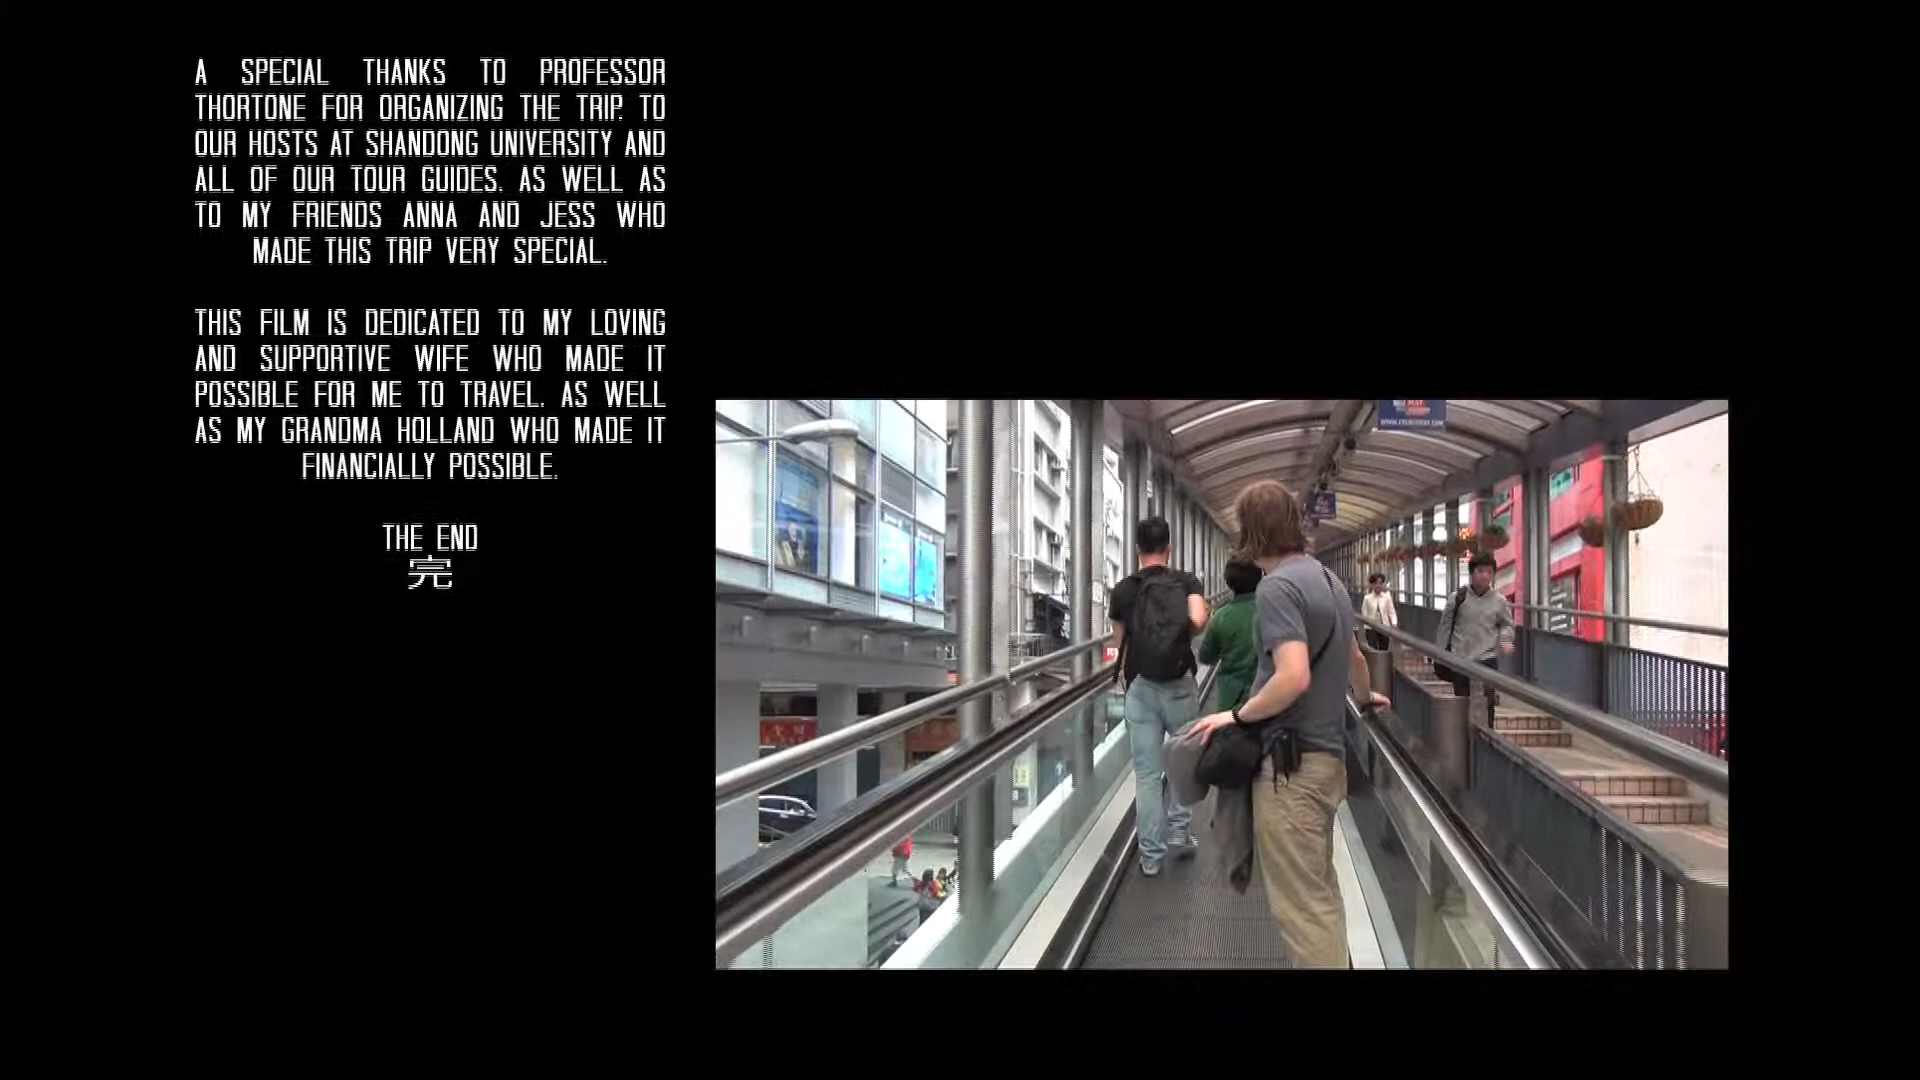 A SPECIAL THANKS TO PROFESSOR
THORTONE FOR ORGANIZING THE TRIP. TO
OUR HOSTS AT SHANDONG UNIVERSITY AND
ALL OF OUR TOUR GUIDES. AS WELL AS
TO MY FRIENDS ANNA AND JESS WHO
MADE THIS TRIP VERY SPECIAL.
THIS FILM IS DEDICATED TO MY LOVING
AND SUPPORTIVE WIFE WHO MADE IT
POSSIBLE FOR ME TO TRAVEL. AS WELL
AS MY GRANDMA HOLLAND WHO MADE IT
FINANCIALLY POSSIBLE.
THE END
完